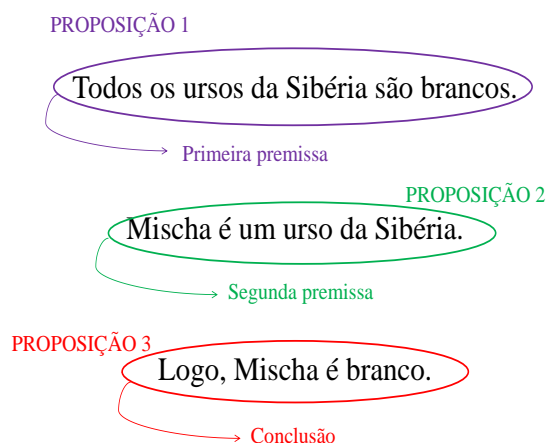 PROPOSIÇÃO 1
Todos os ursos da Sibéria são brancos.
Primeira premissa
PROPOSIÇÃO 2
Mischa é um urso da Sibéria.
Segunda premissa
PROPOSIÇÃO 3
Logo, Mischa é branco.
Conclusão